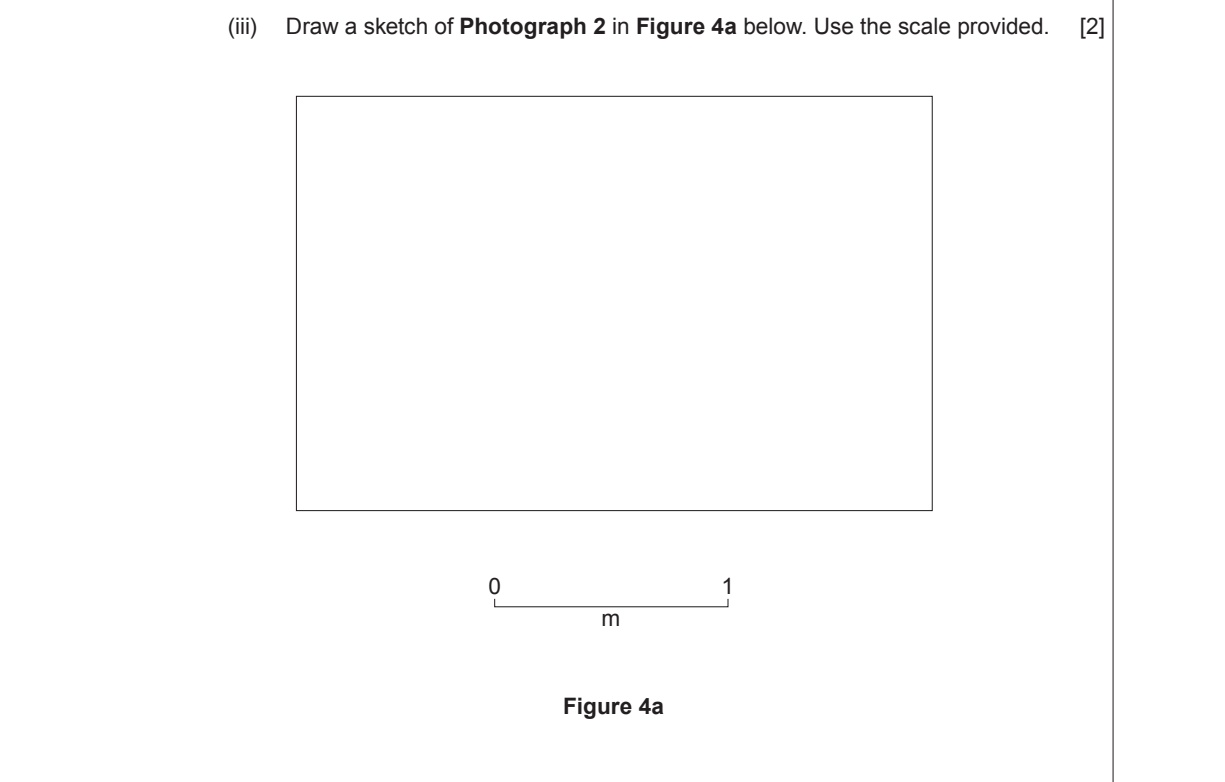 (iii) Draw a sketch of Photograph 2 in Figure 4a below. Use the scale provided. [2]
0 1
m
Figure 4a